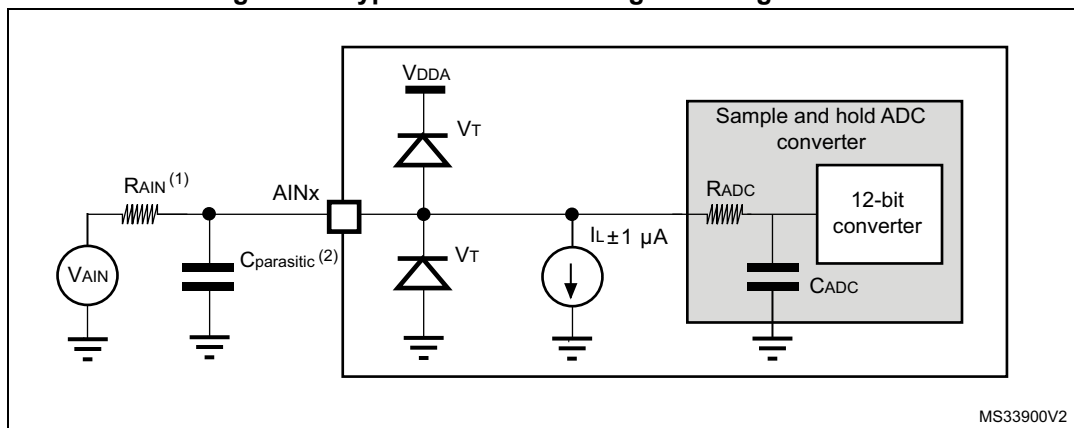 VDDA
VT
Sample and hold ADC
converter
RAIN (1)
AINx
RADC
12-bit
converter
IL±1 µA
VAIN
Cparasitic (2)
VT
CADC
MS33900V2